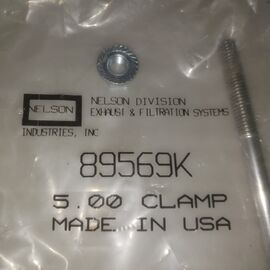 NELSON
NELSON DIVISION
EXHAUST & FILTRATION SYSTEMS
INDUSTRIES, INC
89569K
5.00 CLAMP
MADE IN USA